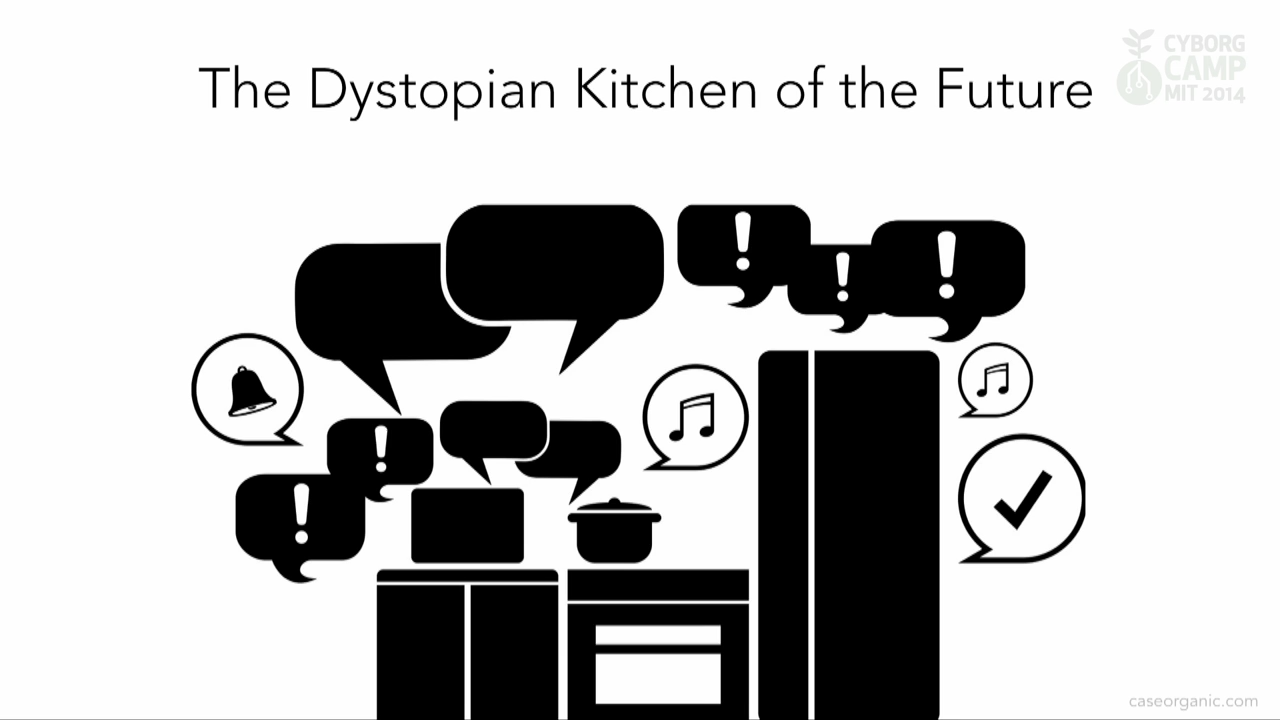 The Dystopian Kitchen of the Future
CYBORG
CAMP
MIT 2014
!
!
!
!
!
caseorganic.com